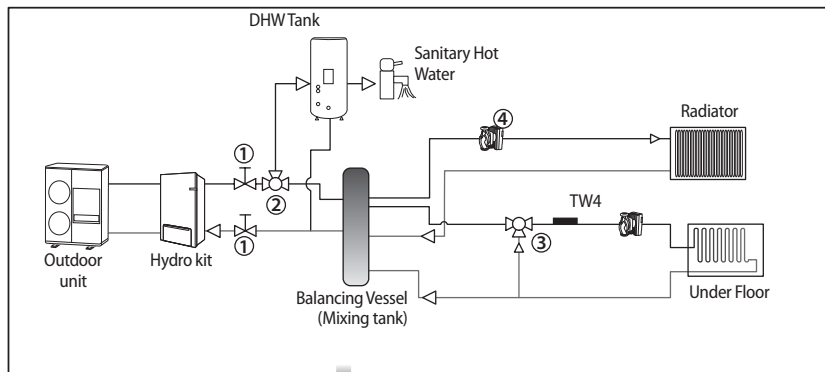 DHW Tank
Sanitary Hot
Water
④
Radiator
①
②
TW4
③
①
Outdoor
unit
Hydro kit
Balancing Vessel
(Mixing tank)
Under Floor